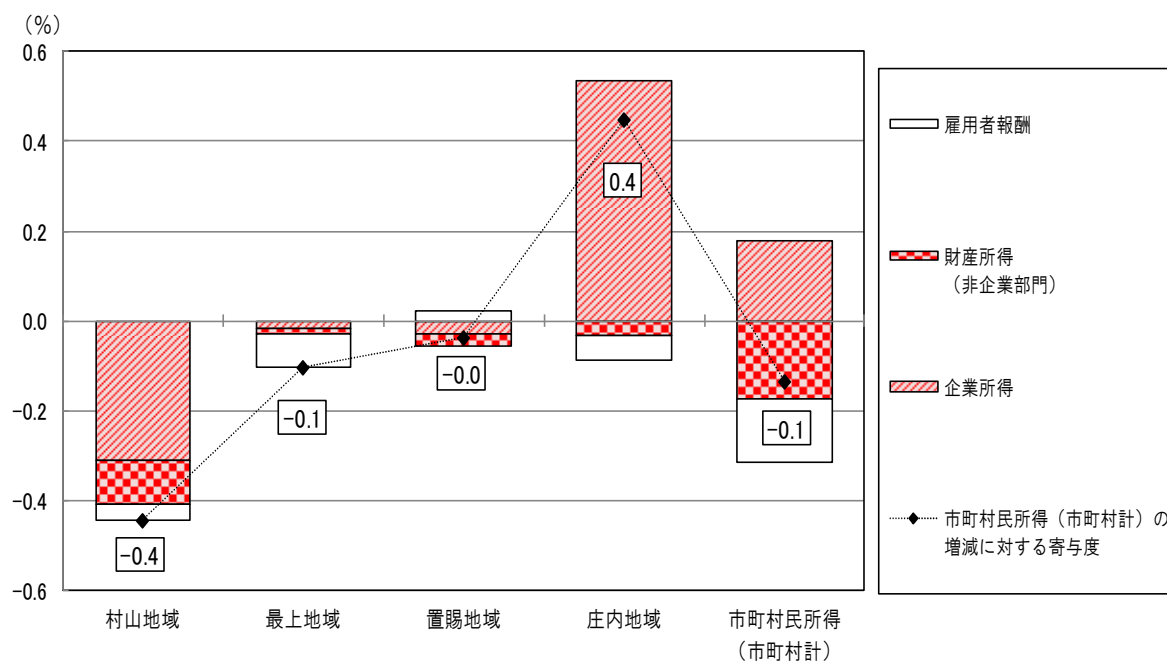 （％）
0.6
0.4
0.2
0.0
−0.2
−0.4
−0.6
−0.4
−0.1
−0.0
0.4
−0.1
村山地域
最上地域
置賜地域
庄内地域
市町村民所得
（市町村計）
雇用者報酬
財産所得
（非企業部門）
企業所得
市町村民所得（市町村計）の
増減に対する寄与度